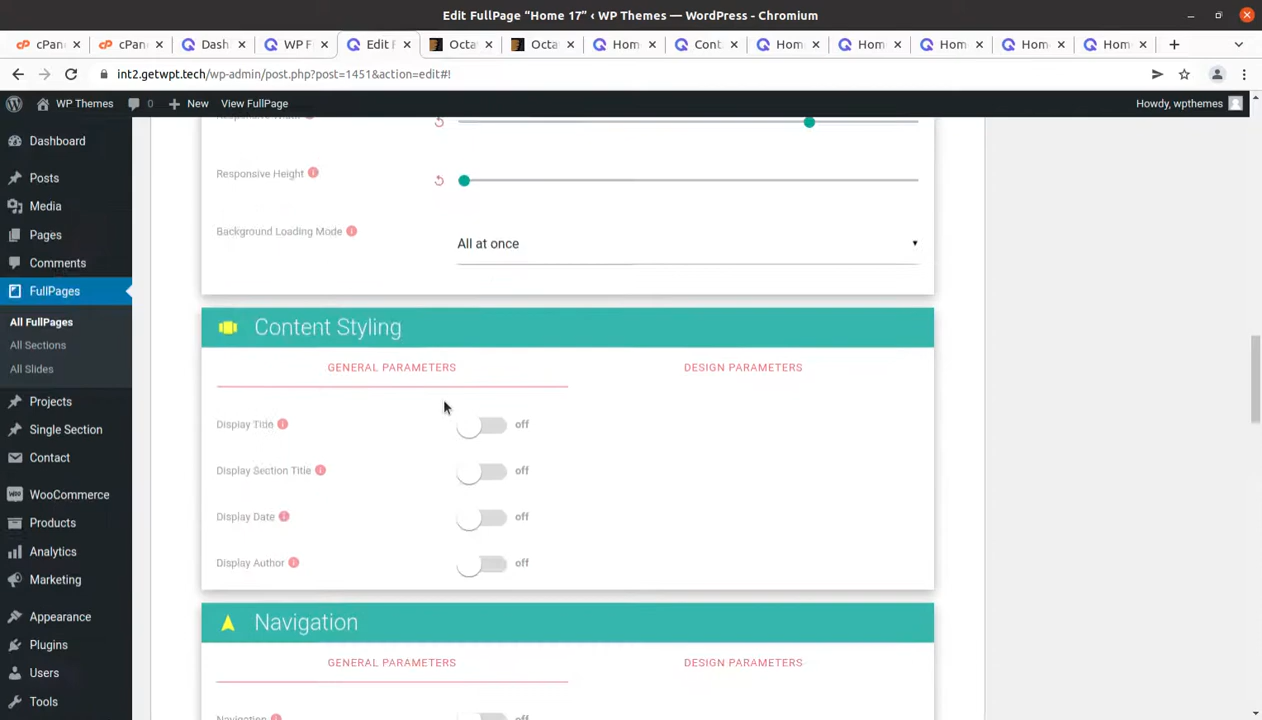 Edit FullPage “Home 17” ‹ WP Themes — WordPress - Chromium
cPan
cPan
Dash
WP F
Edit F
Octa
Octa
Hom
Cont
Hom
Hom
Hom
Hom
Hom
int2.getwpt.tech/wp-admin/post.php?post=1451&action=edit#!
WP Themes
0
New
View FullPage
Howdy, wpthemes
Dashboard
Posts
Media
Pages
Comments
FullPages
All FullPages
All Sections
All Slides
Projects
Single Section
Contact
WooCommerce
Products
Analytics
Marketing
Appearance
Plugins
Users
Tools
Responsive Width
Responsive Height
Background Loading Mode
All at once
Content Styling
GENERAL PARAMETERS
DESIGN PARAMETERS
Display Title
off
Display Section Title
off
Display Date
off
Display Author
off
Navigation
GENERAL PARAMETERS
DESIGN PARAMETERS
Navigation
off